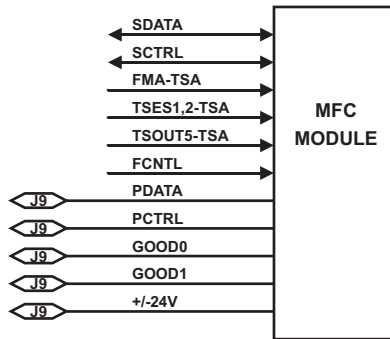 SDATA
SCTRL
FMA-TSA
TSES1,2-TSA
TSOUT5-TSA
FCNTL
MFC
MODULE
J9 PDATA
J9 PCTRL
J9 GOOD0
J9 GOOD1
J9 +/-24V